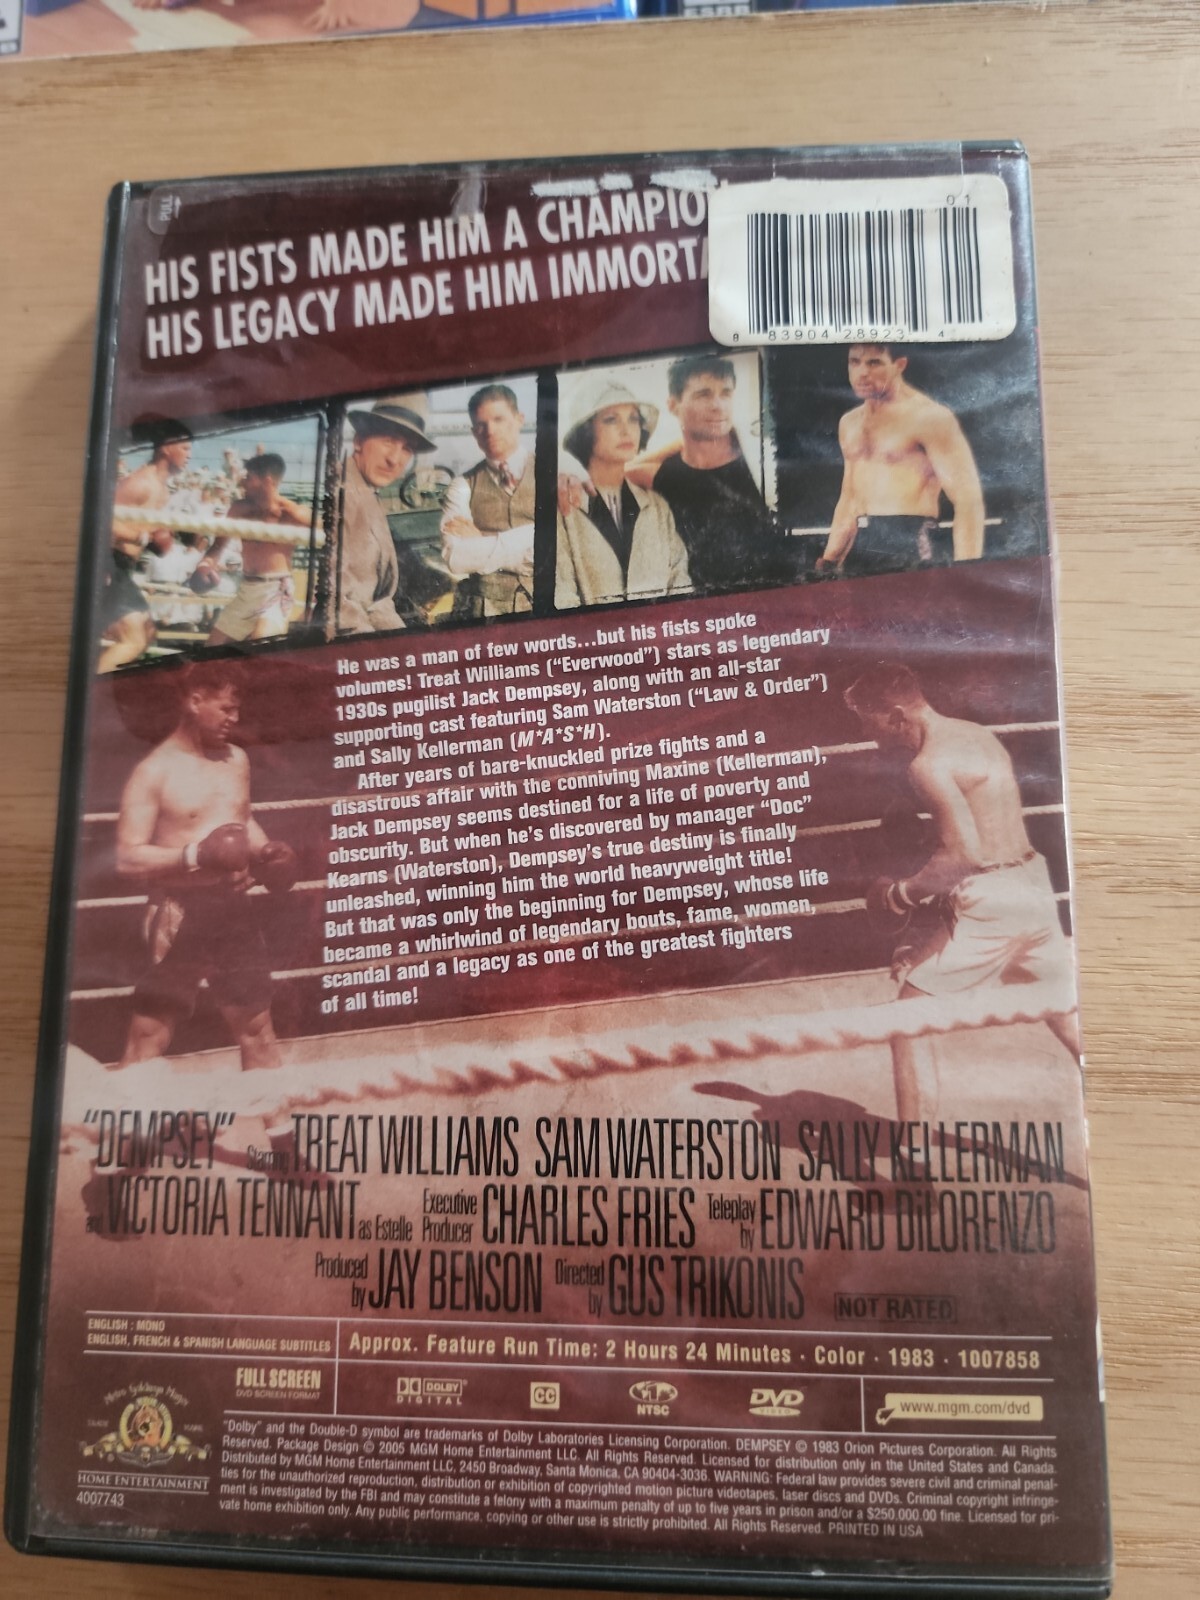 PULL
HIS FISTS MADE HIM A CHAMPIO
HIS LEGACY MADE HIM IMMORTA
01
8 83904 28923 4
He was a man of few words...but his fists spoke
volumes! Treat Williams ("Everwood") stars as legendary
1930s pugilist Jack Dempsey, along with an all-star
supporting cast featuring Sam Waterston ("Law & Order")
and Sally Kellerman (M*A*S*H).
After years of bare-knuckled prize fights and a
disastrous affair with the conniving Maxine (Kellerman),
Jack Dempsey seems destined for a life of poverty and
obscurity. But when he's discovered by manager "Doc"
Kearns (Waterston), Dempsey's true destiny is finally
unleashed, winning him the world heavyweight title!
But that was only the beginning for Dempsey, whose life
became a whirlwind of legendary bouts, fame, women,
scandal and a legacy as one of the greatest fighters
of all time!
"DEMPSEY" Starring TREAT WILLIAMS SAM WATERSTON SALLY KELLERMAN
and VICTORIA TENNANT as Estelle Executive Producer CHARLES FRIES Teleplay by EDWARD DiLORENZO
Produced by JAY BENSON Directed by GUS TRIKONIS NOT RATED
ENGLISH : MONO
ENGLISH, FRENCH & SPANISH LANGUAGE SUBTITLES
Approx. Feature Run Time: 2 Hours 24 Minutes · Color · 1983 · 1007858
FULL SCREEN
DVD SCREEN FORMAT
DOLBY
DIGITAL
CC
NTSC
DVD
VIDEO
www.mgm.com/dvd
Metro Goldwyn Mayer
TRADE MARK
HOME ENTERTAINMENT
4007743
"Dolby" and the Double-D symbol are trademarks of Dolby Laboratories Licensing Corporation. DEMPSEY © 1983 Orion Pictures Corporation. All Rights
Reserved. Package Design © 2005 MGM Home Entertainment LLC. All Rights Reserved. Licensed for distribution only in the United States and Canada.
Distributed by MGM Home Entertainment LLC, 2450 Broadway, Santa Monica, CA 90404-3036. WARNING: Federal law provides severe civil and criminal penal-
ties for the unauthorized reproduction, distribution or exhibition of copyrighted motion picture videotapes, laser discs and DVDs. Criminal copyright infringe-
ment is investigated by the FBI and may constitute a felony with a maximum penalty of up to five years in prison and/or a $250,000.00 fine. Licensed for pri-
vate home exhibition only. Any public performance, copying or other use is strictly prohibited. All Rights Reserved. PRINTED IN USA